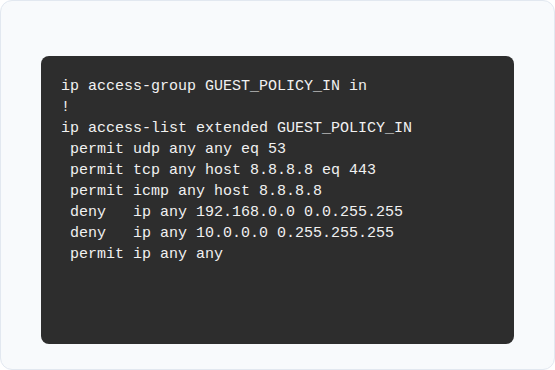 ip access-group GUEST_POLICY_IN in
!
ip access-list extended GUEST_POLICY_IN
 permit udp any any eq 53
 permit tcp any host 8.8.8.8 eq 443
 permit icmp any host 8.8.8.8
 deny   ip any 192.168.0.0 0.0.255.255
 deny   ip any 10.0.0.0 0.255.255.255
 permit ip any any